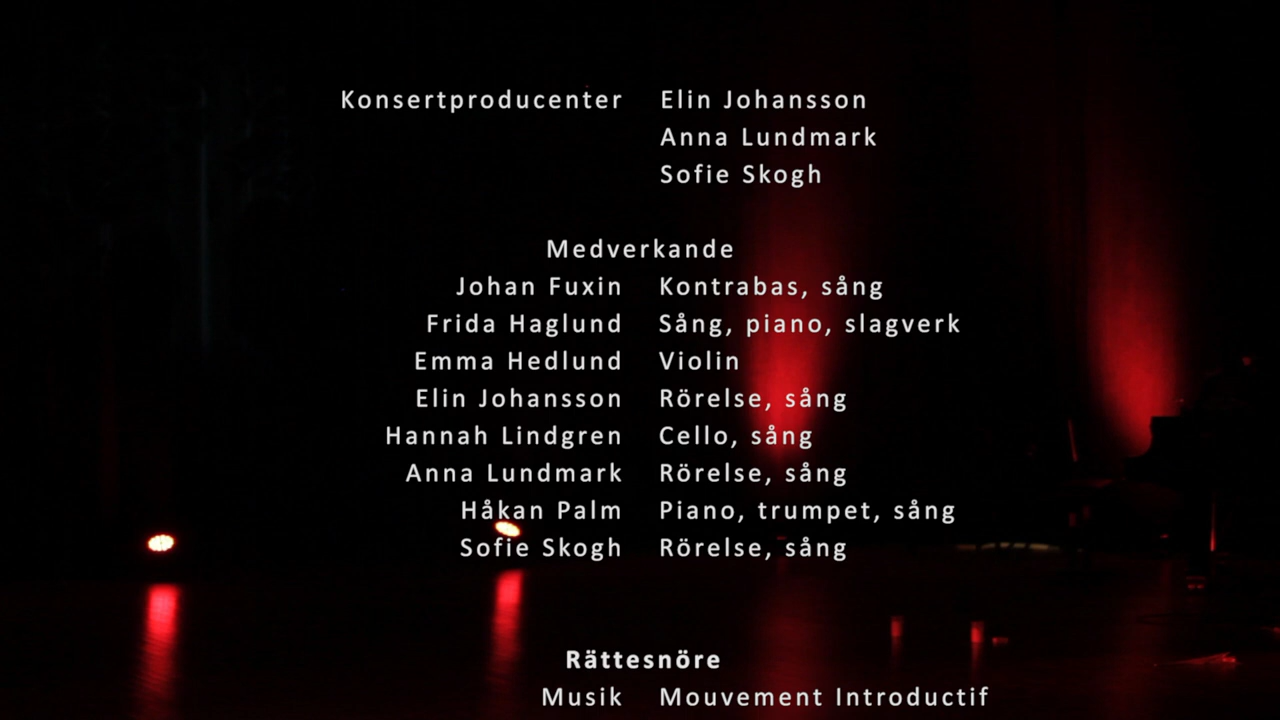 Konsertproducenter Elin Johansson
Anna Lundmark
Sofie Skogh
Medverkande
Johan Fuxin Kontrabas, sång
Frida Haglund Sång, piano, slagverk
Emma Hedlund Violin
Elin Johansson Rörelse, sång
Hannah Lindgren Cello, sång
Anna Lundmark Rörelse, sång
Håkan Palm Piano, trumpet, sång
Sofie Skogh Rörelse, sång
Rättesnöre
Musik Mouvement Introductif